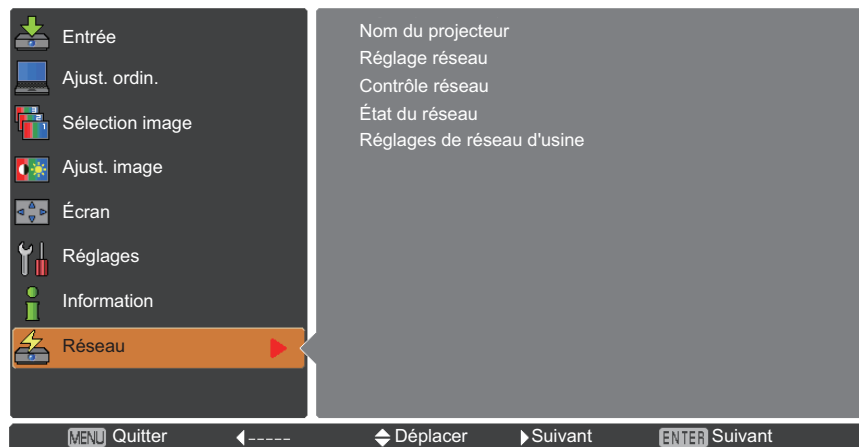 Entrée
Ajust. ordin.
Sélection image
Ajust. image
Écran
Réglages
Information
Réseau
Nom du projecteur
Réglage réseau
Contrôle réseau
État du réseau
Réglages de réseau d'usine
MENU Quitter ----- Déplacer Suivant ENTER Suivant